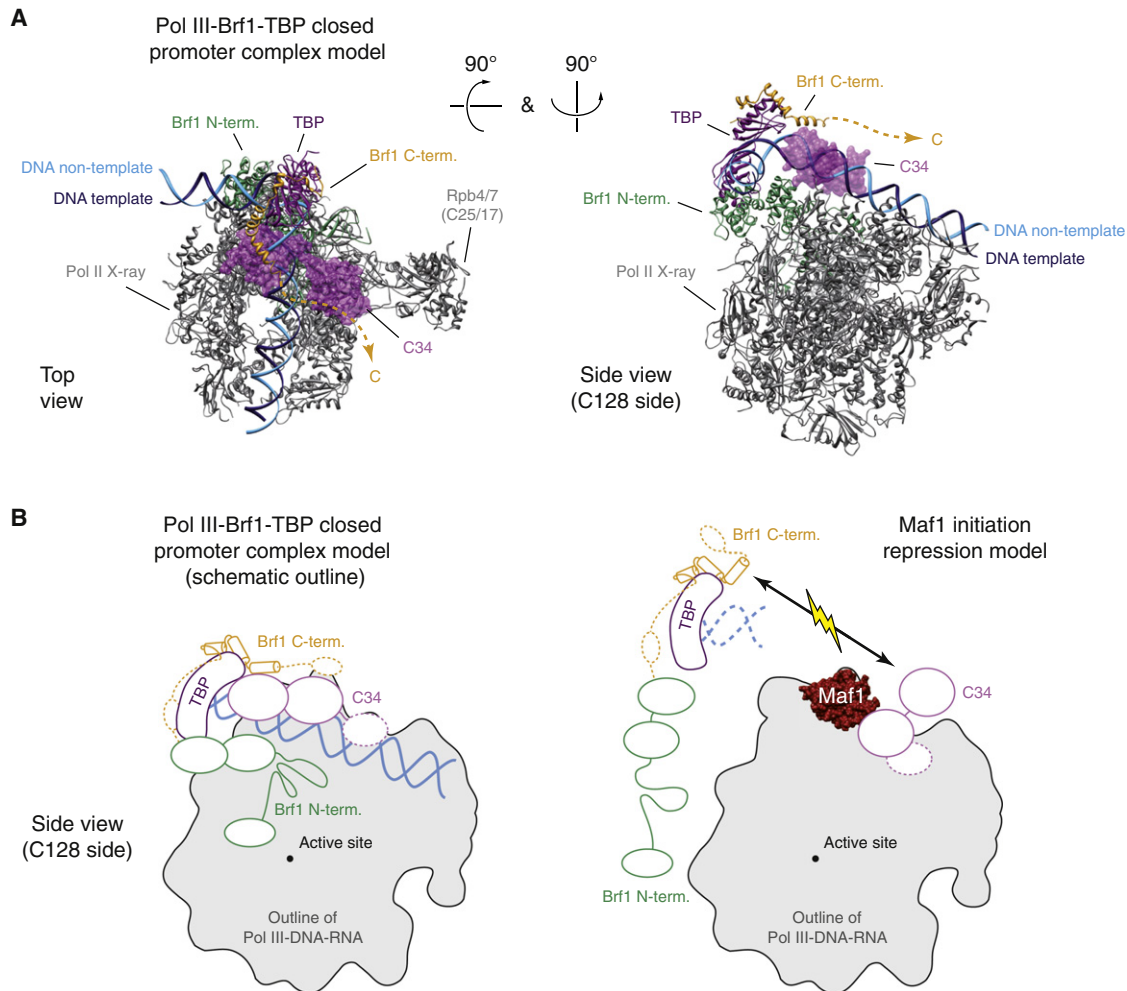 A
Pol III-Brf1-TBP closed
promoter complex model
90°
&
90°
Brf1 N-term.
TBP
Brf1 C-term.
DNA non-template
DNA template
Rpb4/7
(C25/17)
Pol II X-ray
C34
C
Top
view
Brf1 C-term.
TBP
C
C34
Brf1 N-term.
DNA non-template
DNA template
Pol II X-ray
Side view
(C128 side)
B
Pol III-Brf1-TBP closed
promoter complex model
(schematic outline)
Brf1 C-term.
TBP
C34
Brf1 N-term.
Side view
(C128 side)
Active site
Outline of
Pol III-DNA-RNA
Maf1 initiation
repression model
Brf1 C-term.
TBP
Maf1
C34
Active site
Brf1 N-term.
Outline of
Pol III-DNA-RNA